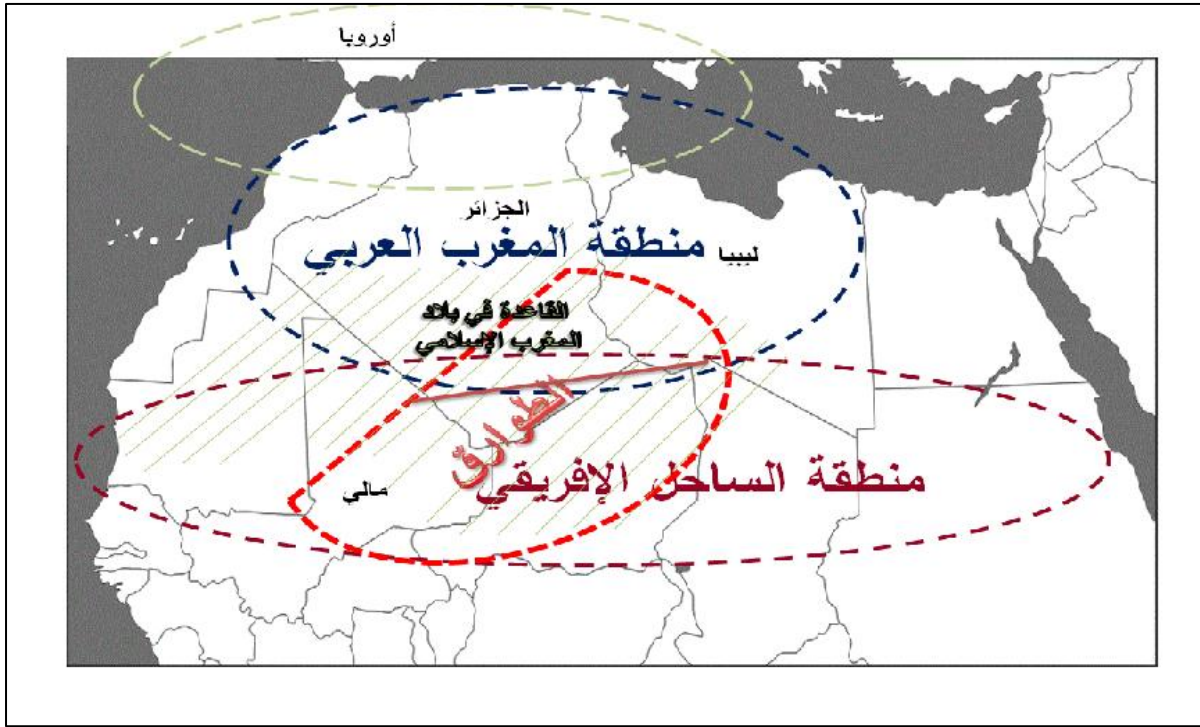 أوروبا
الجزائر
منطقة المغرب العربي
ليبيا
القاعدة في بلاد
المغرب الإسلامي
الطوارق
منطقة الساحل الإفريقي
مالي